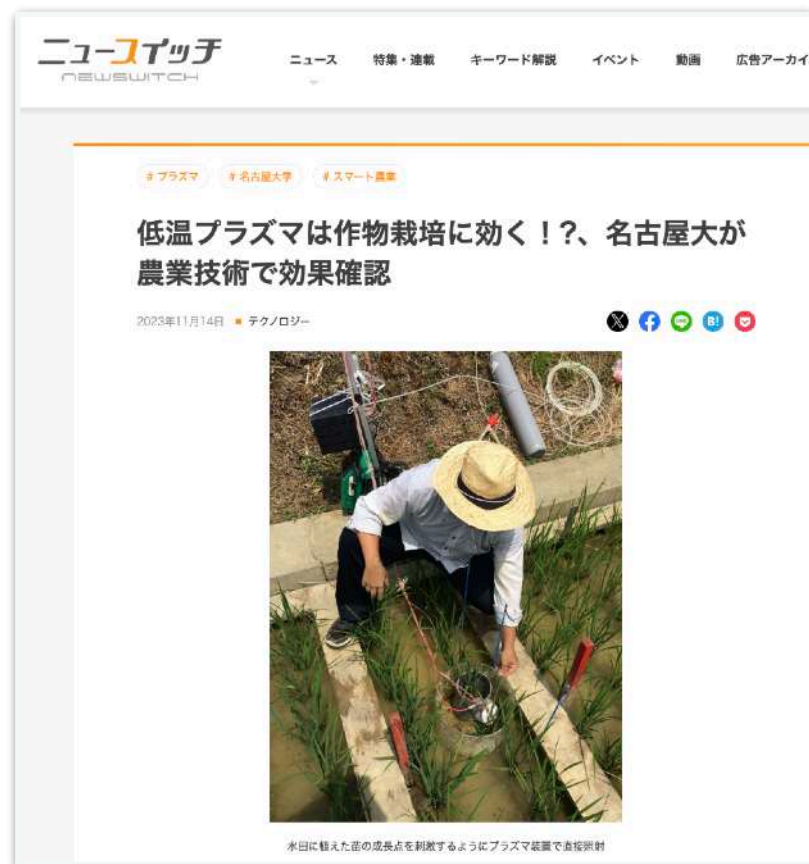 ニュースイッチ
NEWSWITCH
ニュース
特集・連載
キーワード解説
イベント
動画
広告アーカイ
# プラズマ
# 名古屋大学
# スマート農業
低温プラズマは作物栽培に効く！?、名古屋大が
農業技術で効果確認
2023年11月14日 ■ テクノロジー
LINE
B!
水田に植えた苗の成長点を刺激するようにプラズマ装置で直接照射